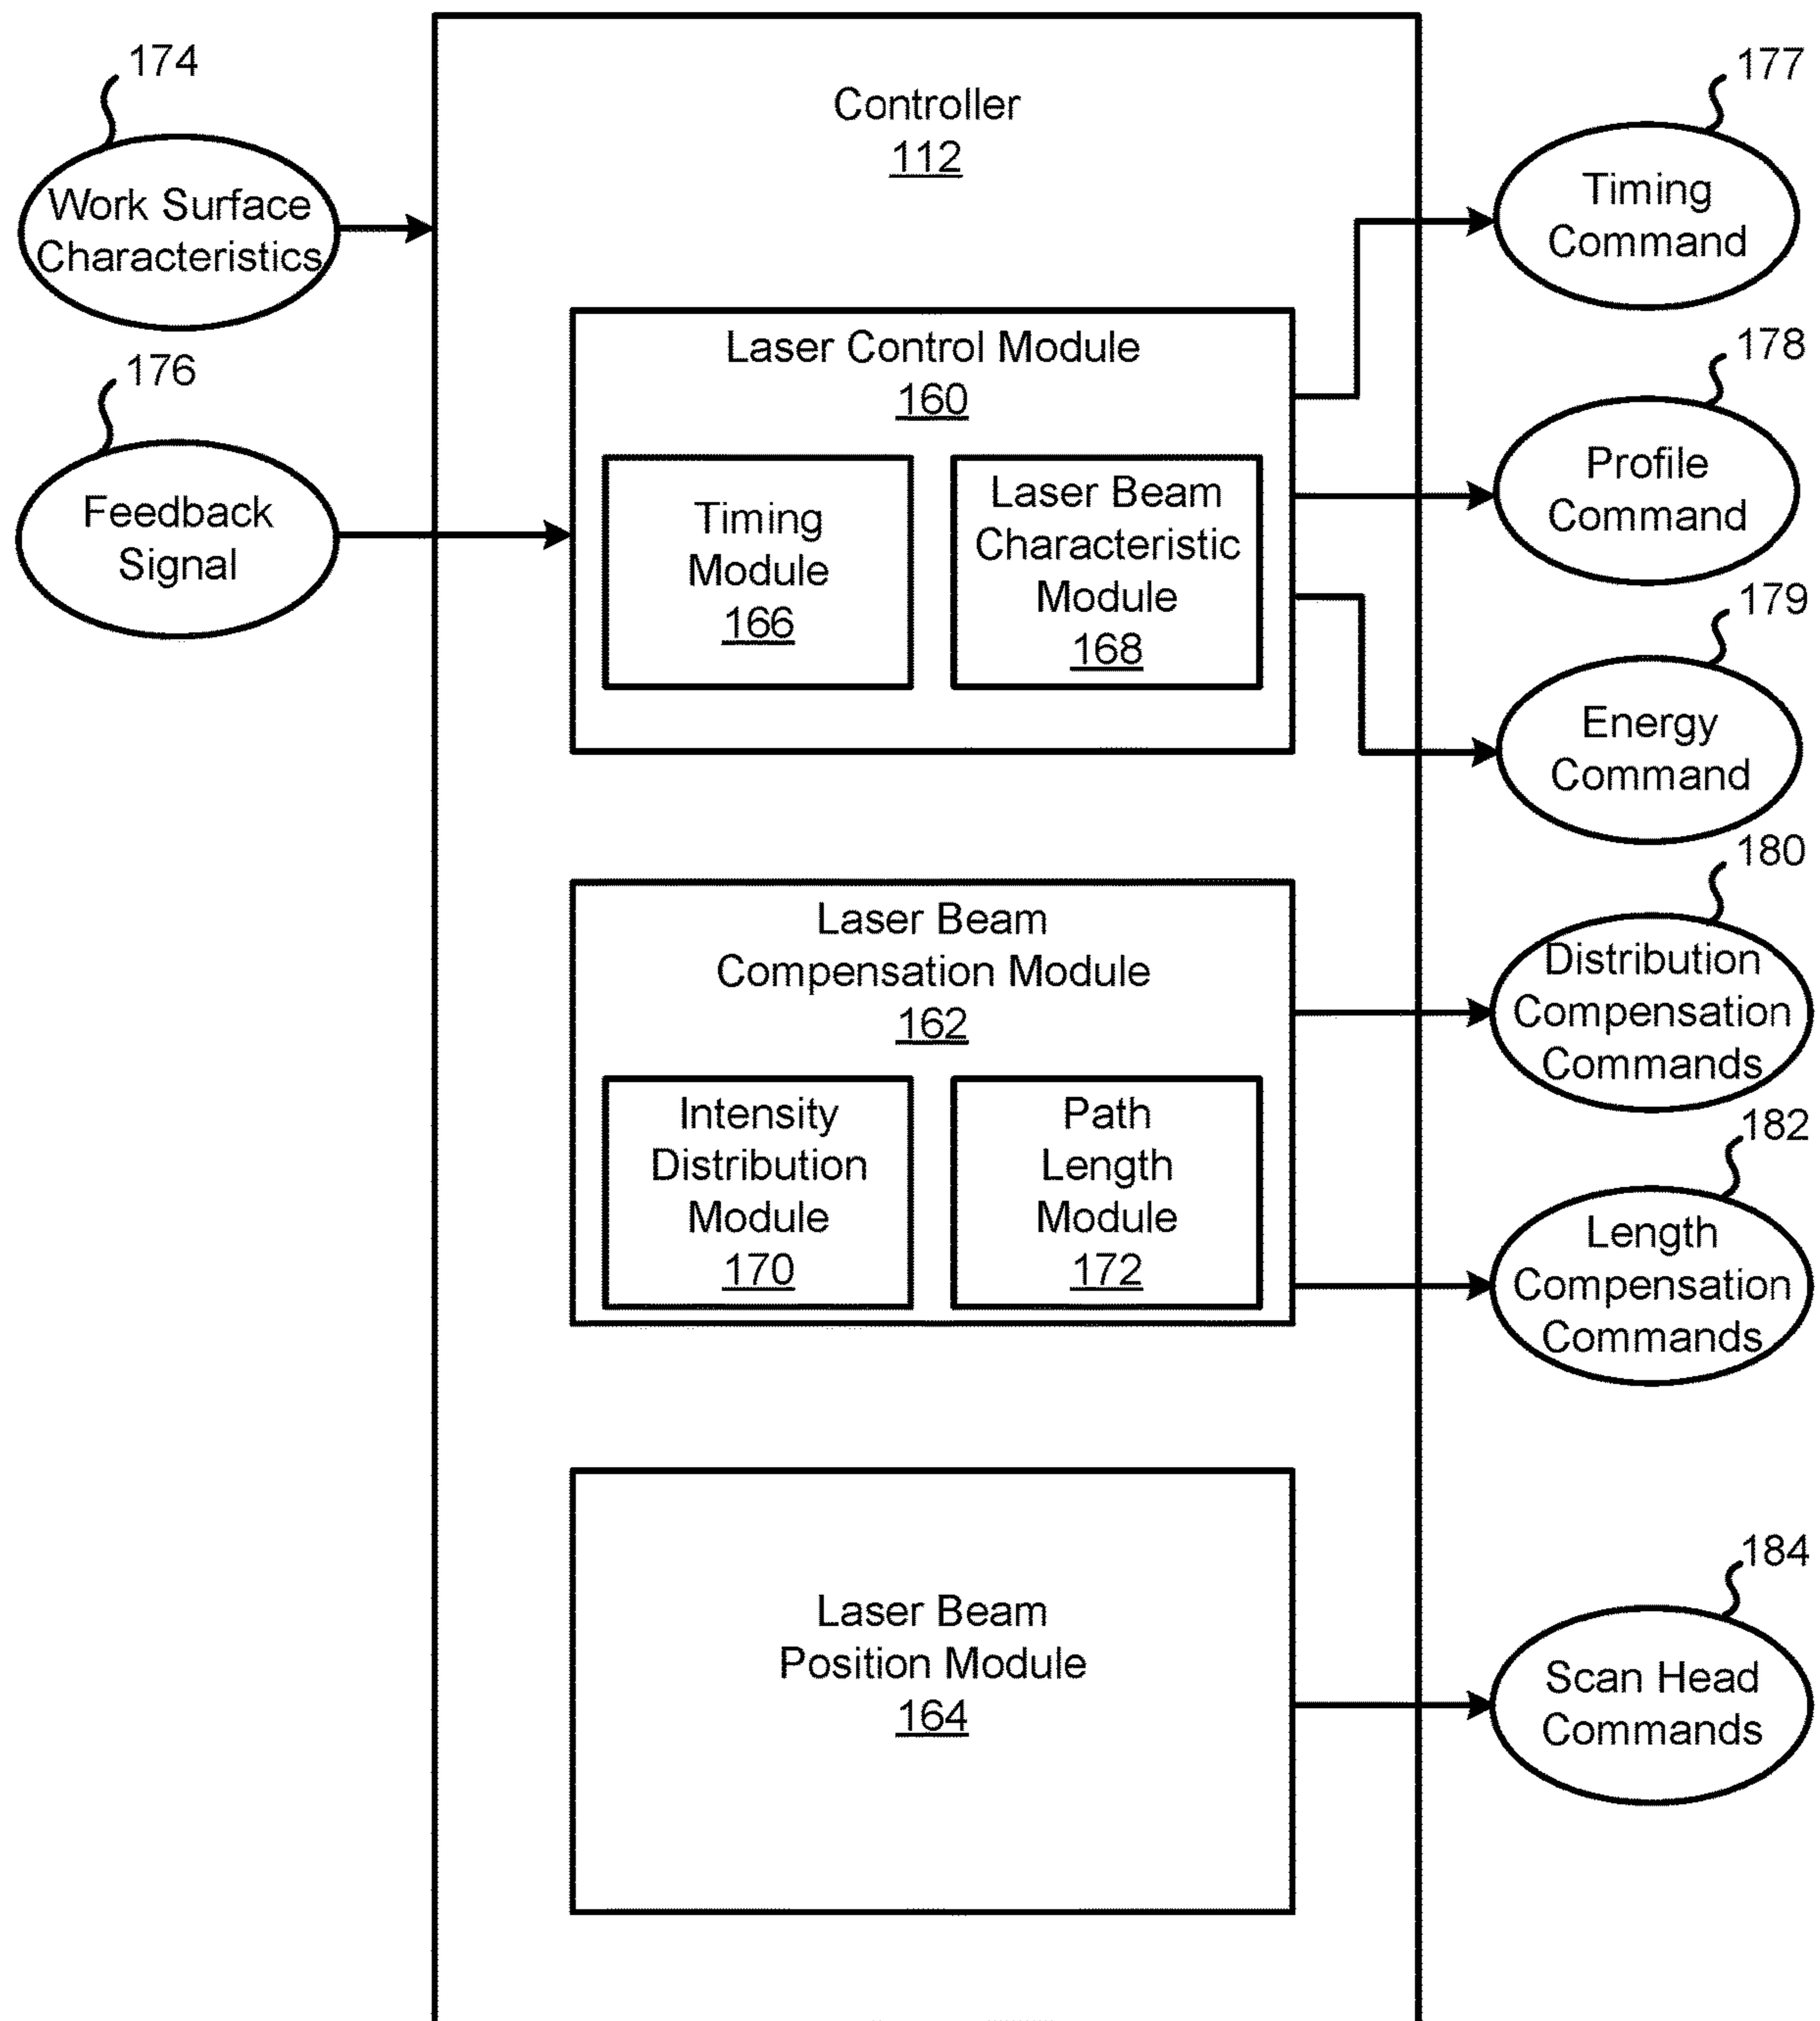 174
Work Surface
Characteristics
176
Feedback
Signal
Controller
112
Laser Control Module
160
Timing
Module
166
Laser Beam
Characteristic
Module
168
Laser Beam
Compensation Module
162
Intensity
Distribution
Module
170
Path
Length
Module
172
Laser Beam
Position Module
164
177
Timing
Command
178
Profile
Command
179
Energy
Command
180
Distribution
Compensation
Commands
182
Length
Compensation
Commands
184
Scan Head
Commands